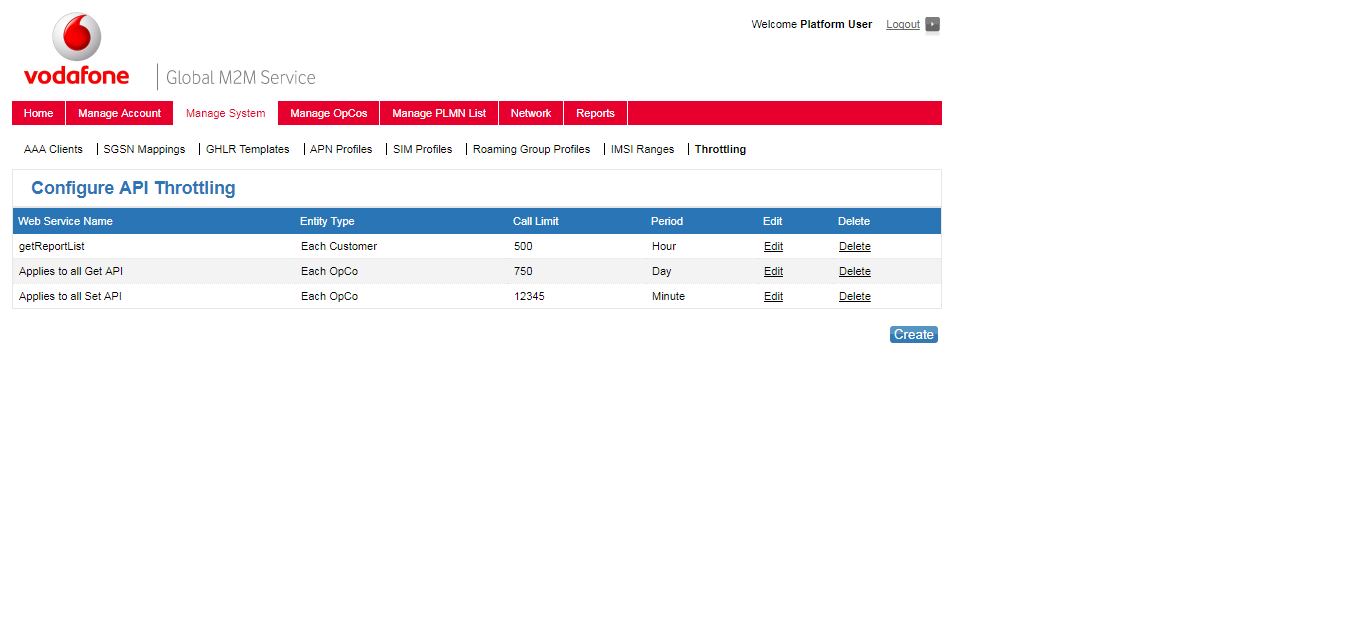 Welcome Platform User Logout
vodafone
Global M2M Service
Home Manage Account Manage System Manage OpCos Manage PLMN List Network Reports
AAA Clients SGSN Mappings GHLR Templates APN Profiles SIM Profiles Roaming Group Profiles IMSI Ranges Throttling
Configure API Throttling
Web Service Name Entity Type Call Limit Period Edit Delete
getReportList Each Customer 500 Hour Edit Delete
Applies to all Get API Each OpCo 750 Day Edit Delete
Applies to all Set API Each OpCo 12345 Minute Edit Delete
Create